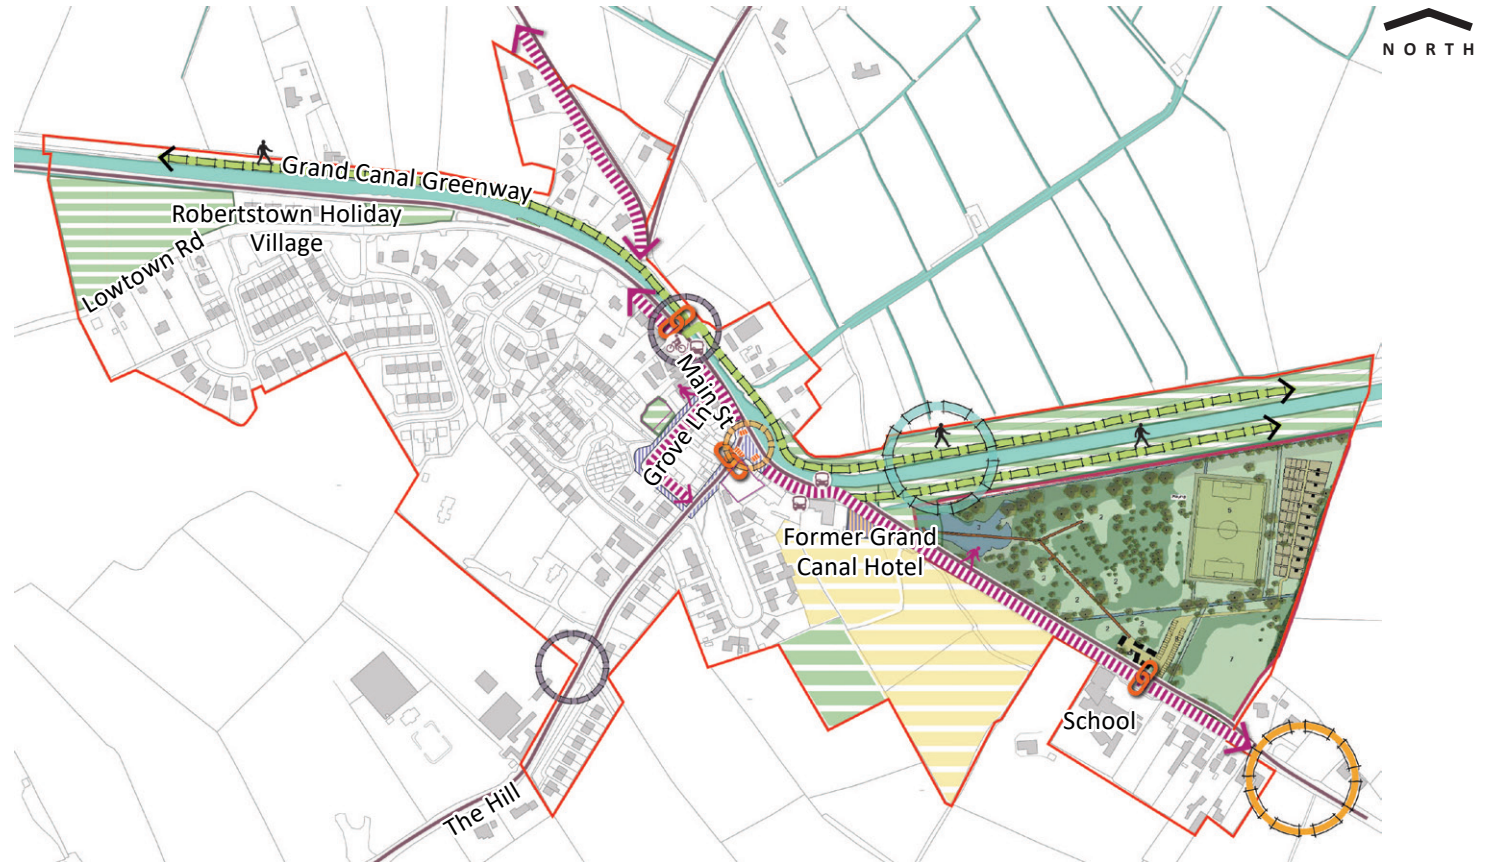 NORTH
Grand Canal Greenway
Robertstown Holiday
Village
Lowtown Rd
Main St
Grove Ln
Former Grand
Canal Hotel
School
The Hill